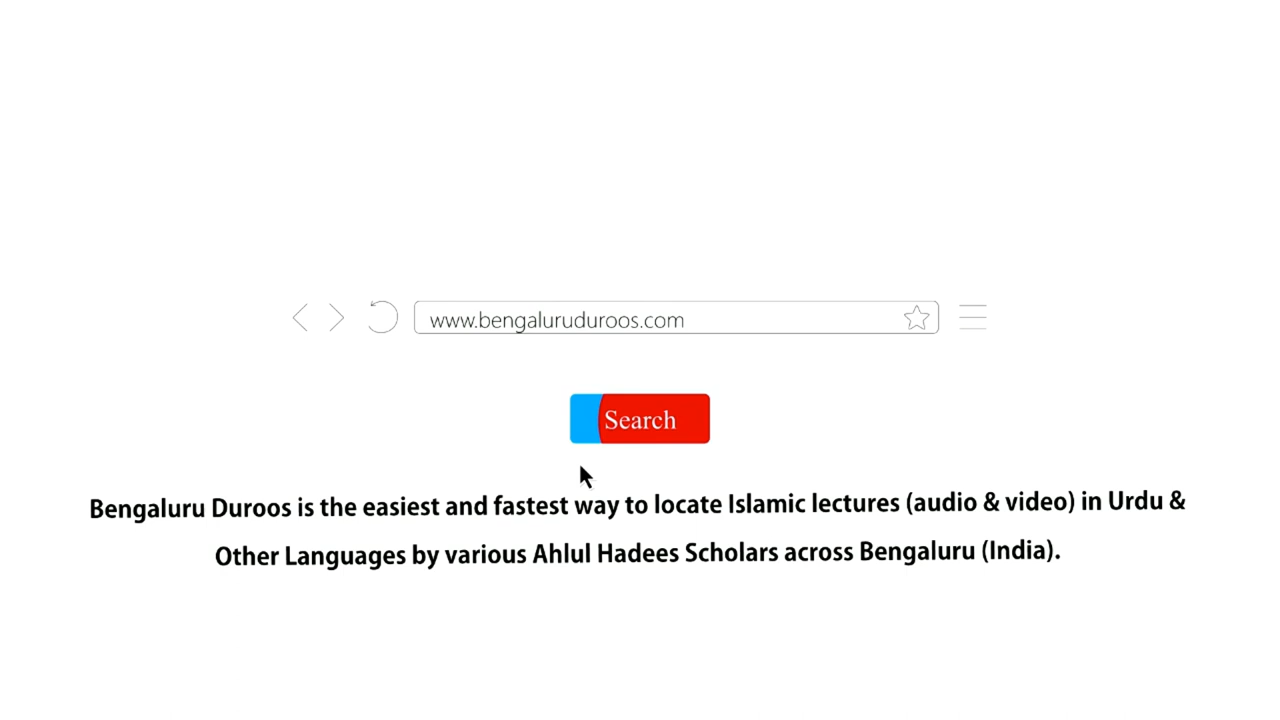 www.bengaluruduroos.com
Search
Bengaluru Duroos is the easiest and fastest way to locate Islamic lectures (audio & video) in Urdu &
Other Languages by various Ahlul Hadees Scholars across Bengaluru (India).